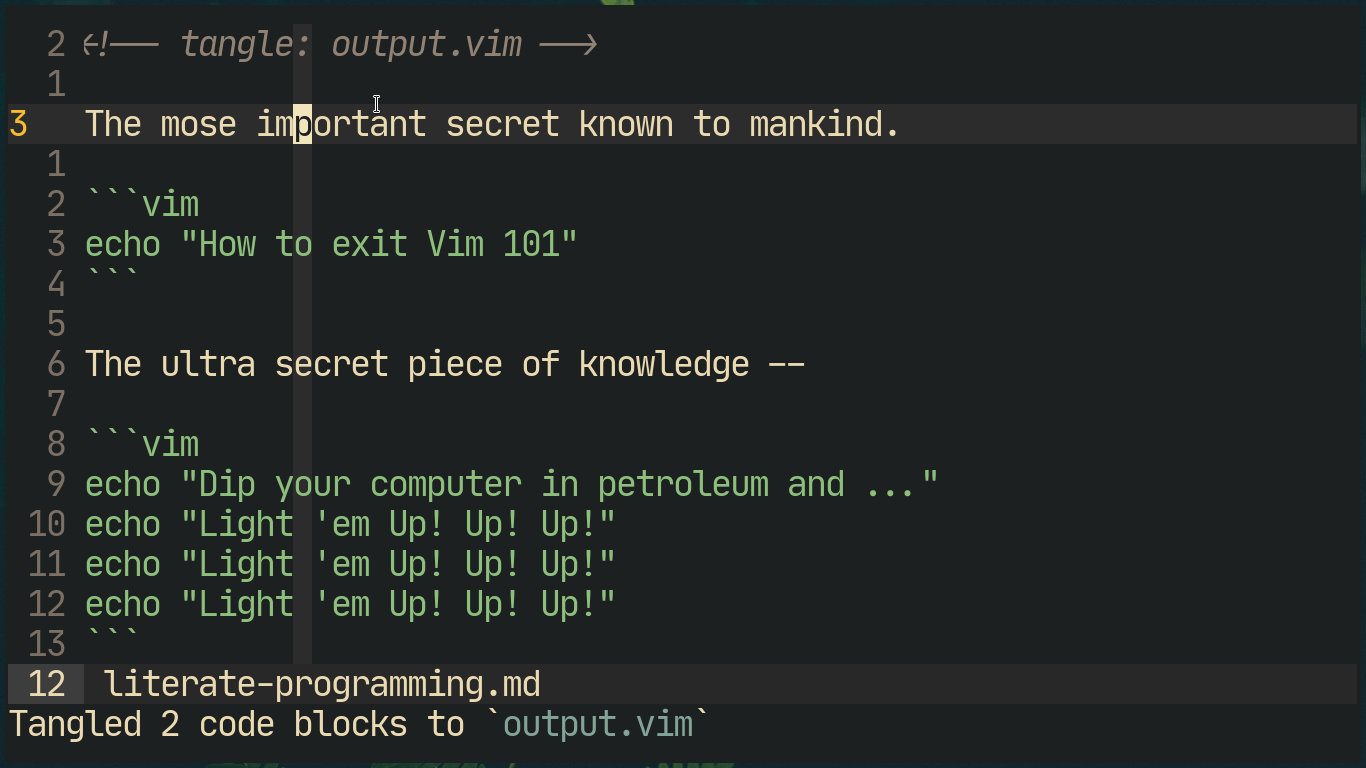 2 <!-- tangle: output.vim -->
1
3 The mose important secret known to mankind.
1
2 ```vim
3 echo "How to exit Vim 101"
4 ```
5
6 The ultra secret piece of knowledge --
7
8 ```vim
9 echo "Dip your computer in petroleum and ..."
10 echo "Light 'em Up! Up! Up!"
11 echo "Light 'em Up! Up! Up!"
12 echo "Light 'em Up! Up! Up!"
13 ```
12 literate-programming.md
Tangled 2 code blocks to `output.vim`